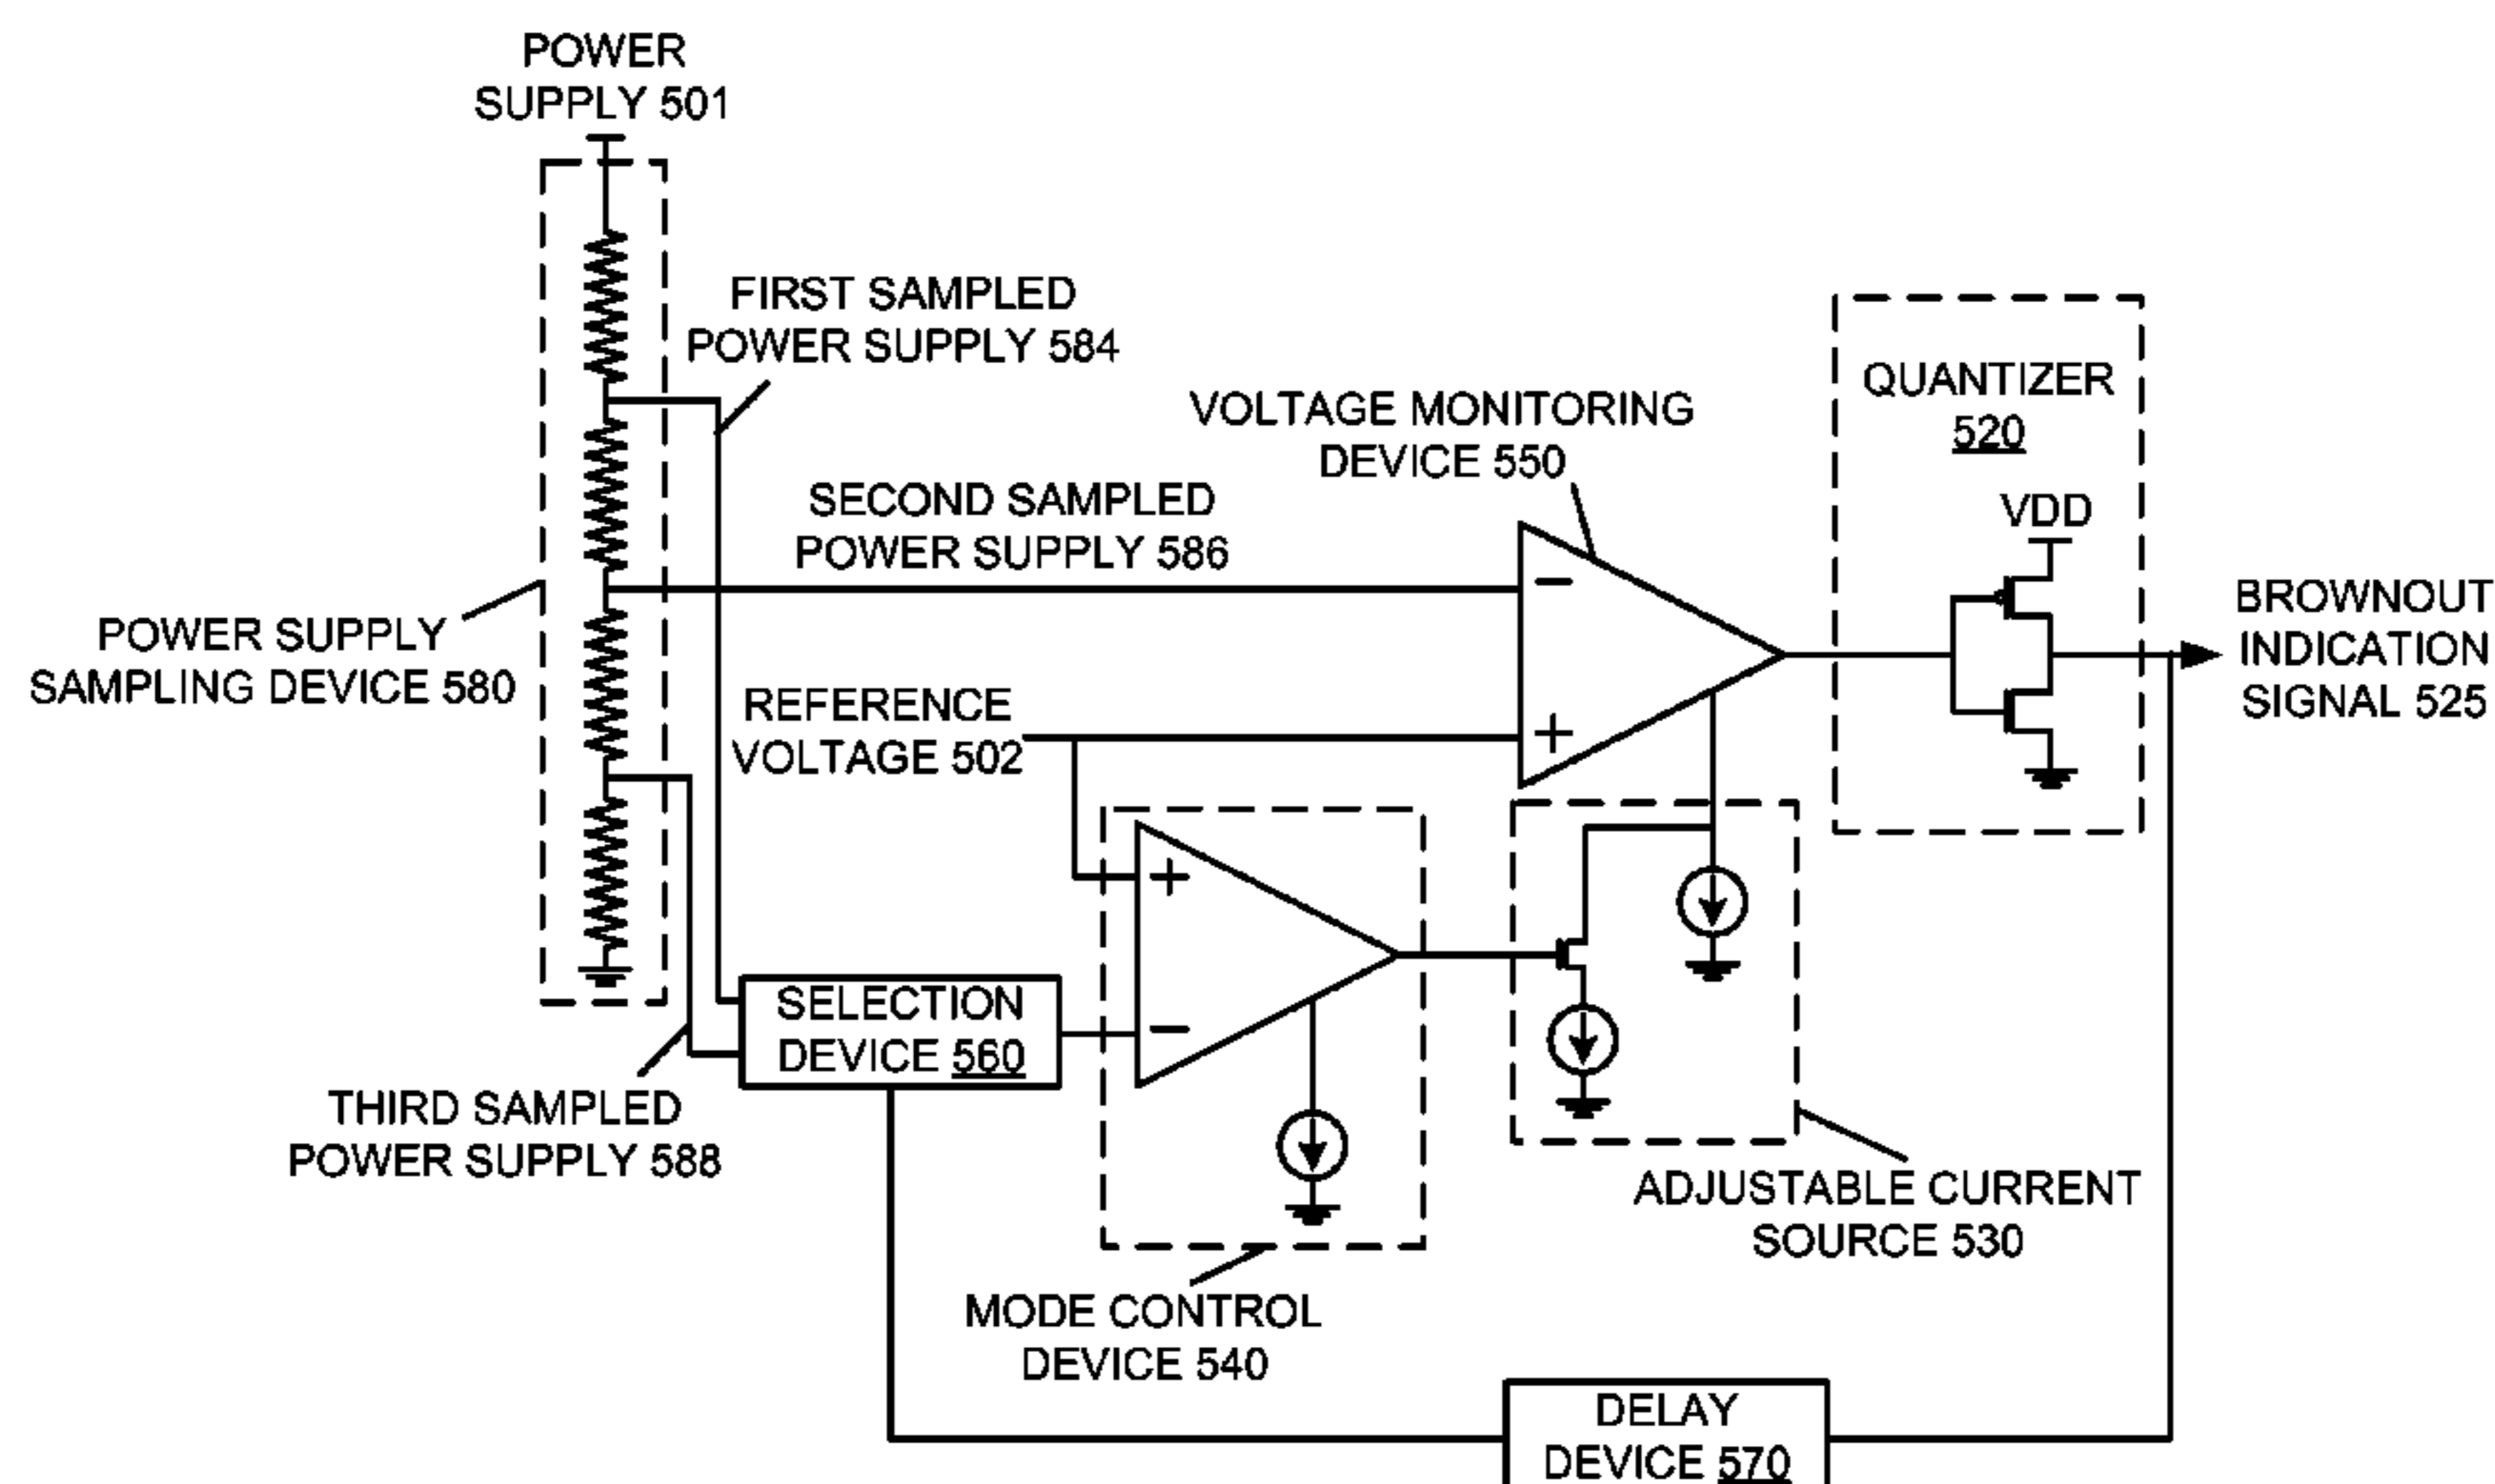 POWER
SUPPLY 501
FIRST SAMPLED
POWER SUPPLY 584
VOLTAGE MONITORING
DEVICE 550
QUANTIZER
520
SECOND SAMPLED
POWER SUPPLY 586
VDD
POWER SUPPLY
SAMPLING DEVICE 580
BROWNOUT
INDICATION
SIGNAL 525
REFERENCE
VOLTAGE 502
−
+
+
−
SELECTION
DEVICE 560
THIRD SAMPLED
POWER SUPPLY 588
ADJUSTABLE CURRENT
SOURCE 530
MODE CONTROL
DEVICE 540
DELAY
DEVICE 570